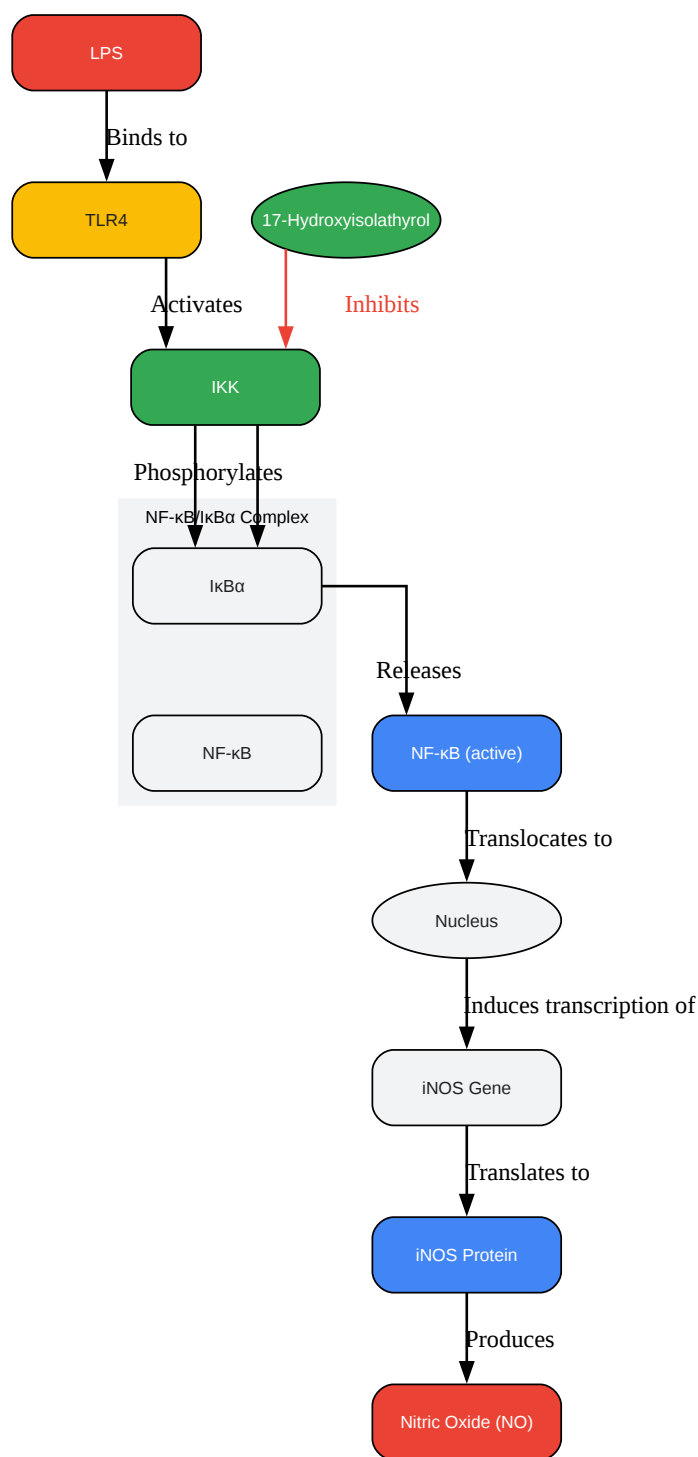 LPS
Binds to
TLR4
17-Hydroxyisolathyrol
Activates
Inhibits
IKK
Phosphorylates
NF-κB/IκBα Complex
IκBα
Releases
NF-κB
NF-κB (active)
Translocates to
Nucleus
Induces transcription of
iNOS Gene
Translates to
iNOS Protein
Produces
Nitric Oxide (NO)